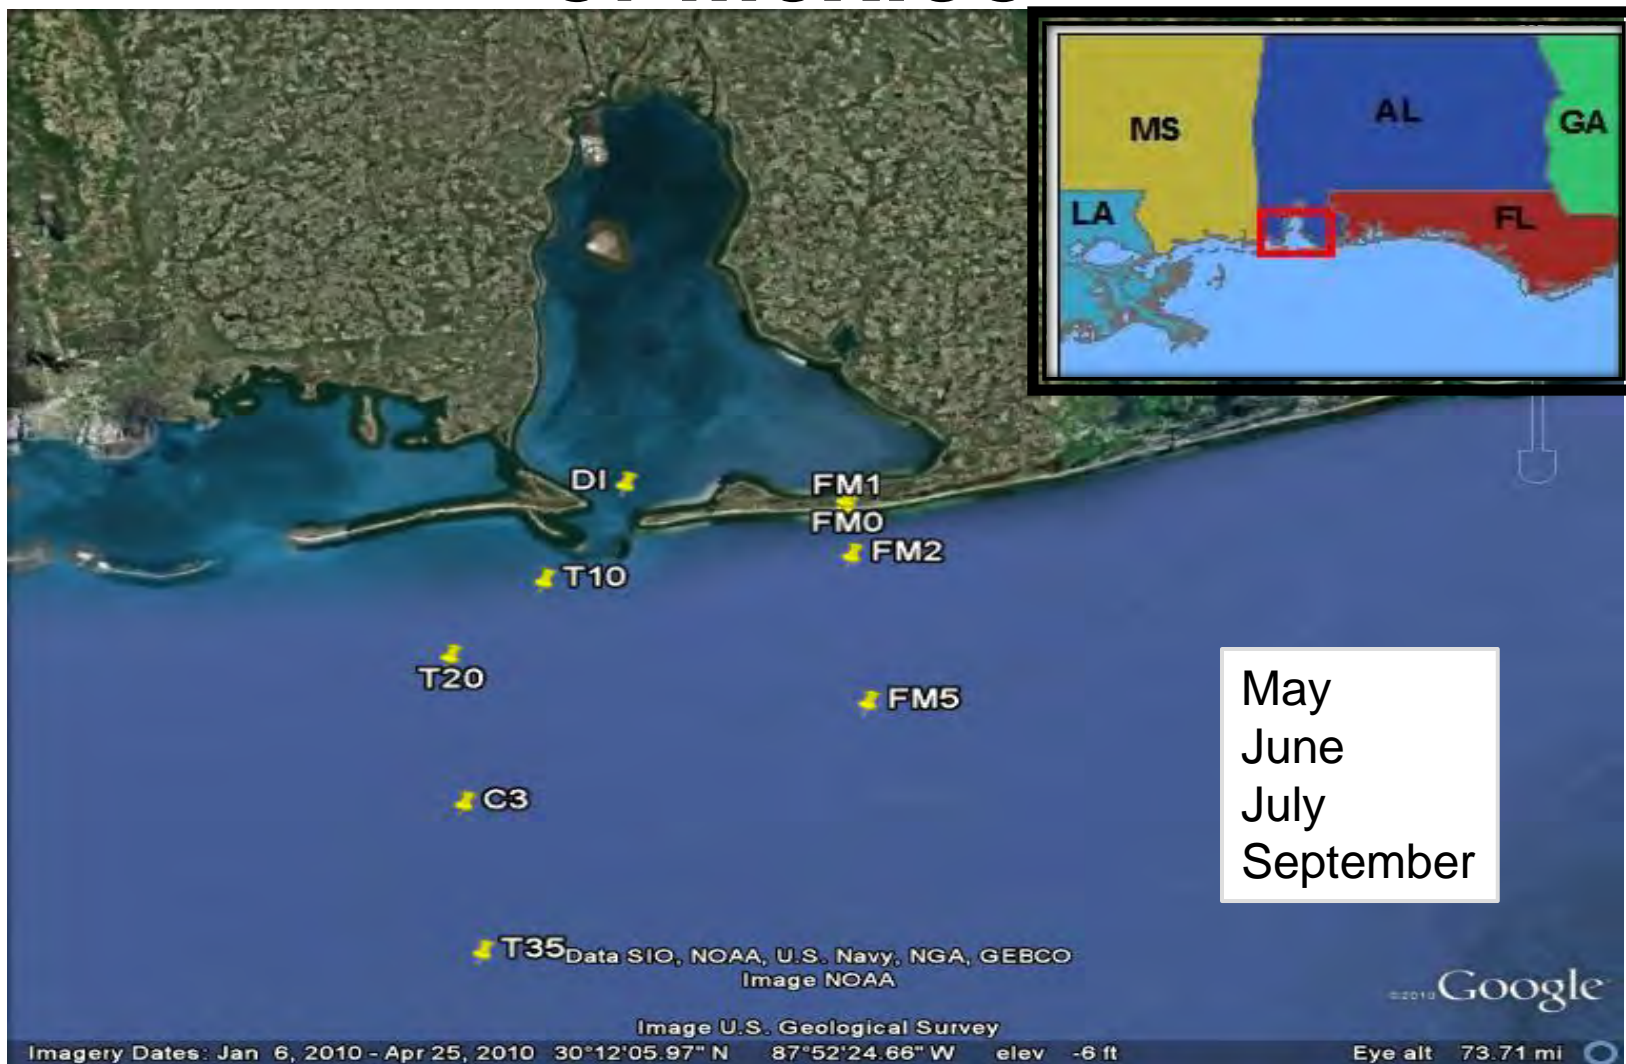 MS
AL
GA
LA
FL
DI
FM1
FM0
FM2
T10
T20
FM5
C3
T35
May
June
July
September
Data SIO, NOAA, U.S. Navy, NGA, GEBCO
Image NOAA
©2010 Google
Image U.S. Geological Survey
Imagery Dates: Jan 6, 2010 - Apr 25, 2010 30°12'05.97" N 87°52'24.66" W elev -6 ft Eye alt 73.71 mi